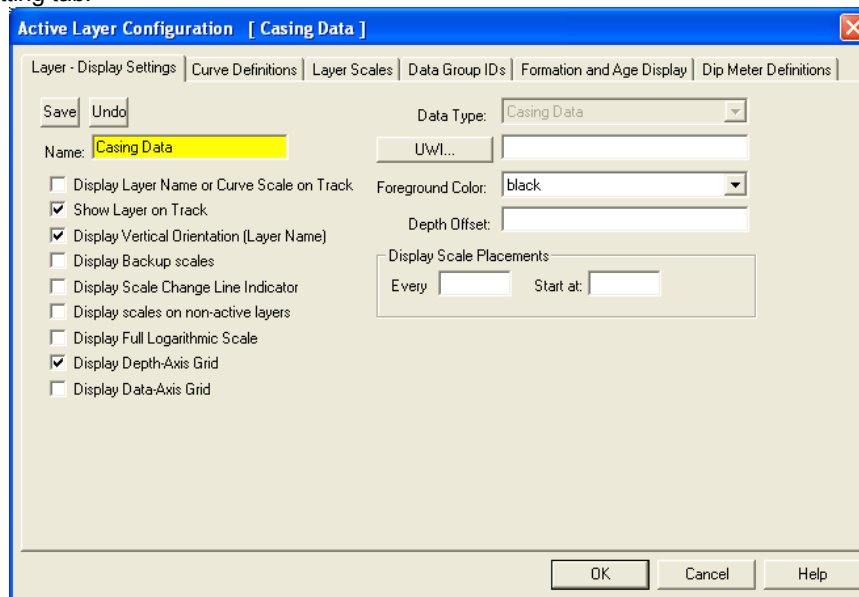 ting tab.
Active Layer Configuration [ Casing Data ]
Layer - Display Settings Curve Definitions Layer Scales Data Group IDs Formation and Age Display Dip Meter Definitions
Save Undo
Name: Casing Data
Display Layer Name or Curve Scale on Track
Show Layer on Track
Display Vertical Orientation (Layer Name)
Display Backup scales
Display Scale Change Line Indicator
Display scales on non-active layers
Display Full Logarithmic Scale
Display Depth-Axis Grid
Display Data-Axis Grid
Data Type: Casing Data
UWI...
Foreground Color: black
Depth Offset:
Display Scale Placements
Every Start at:
OK Cancel Help